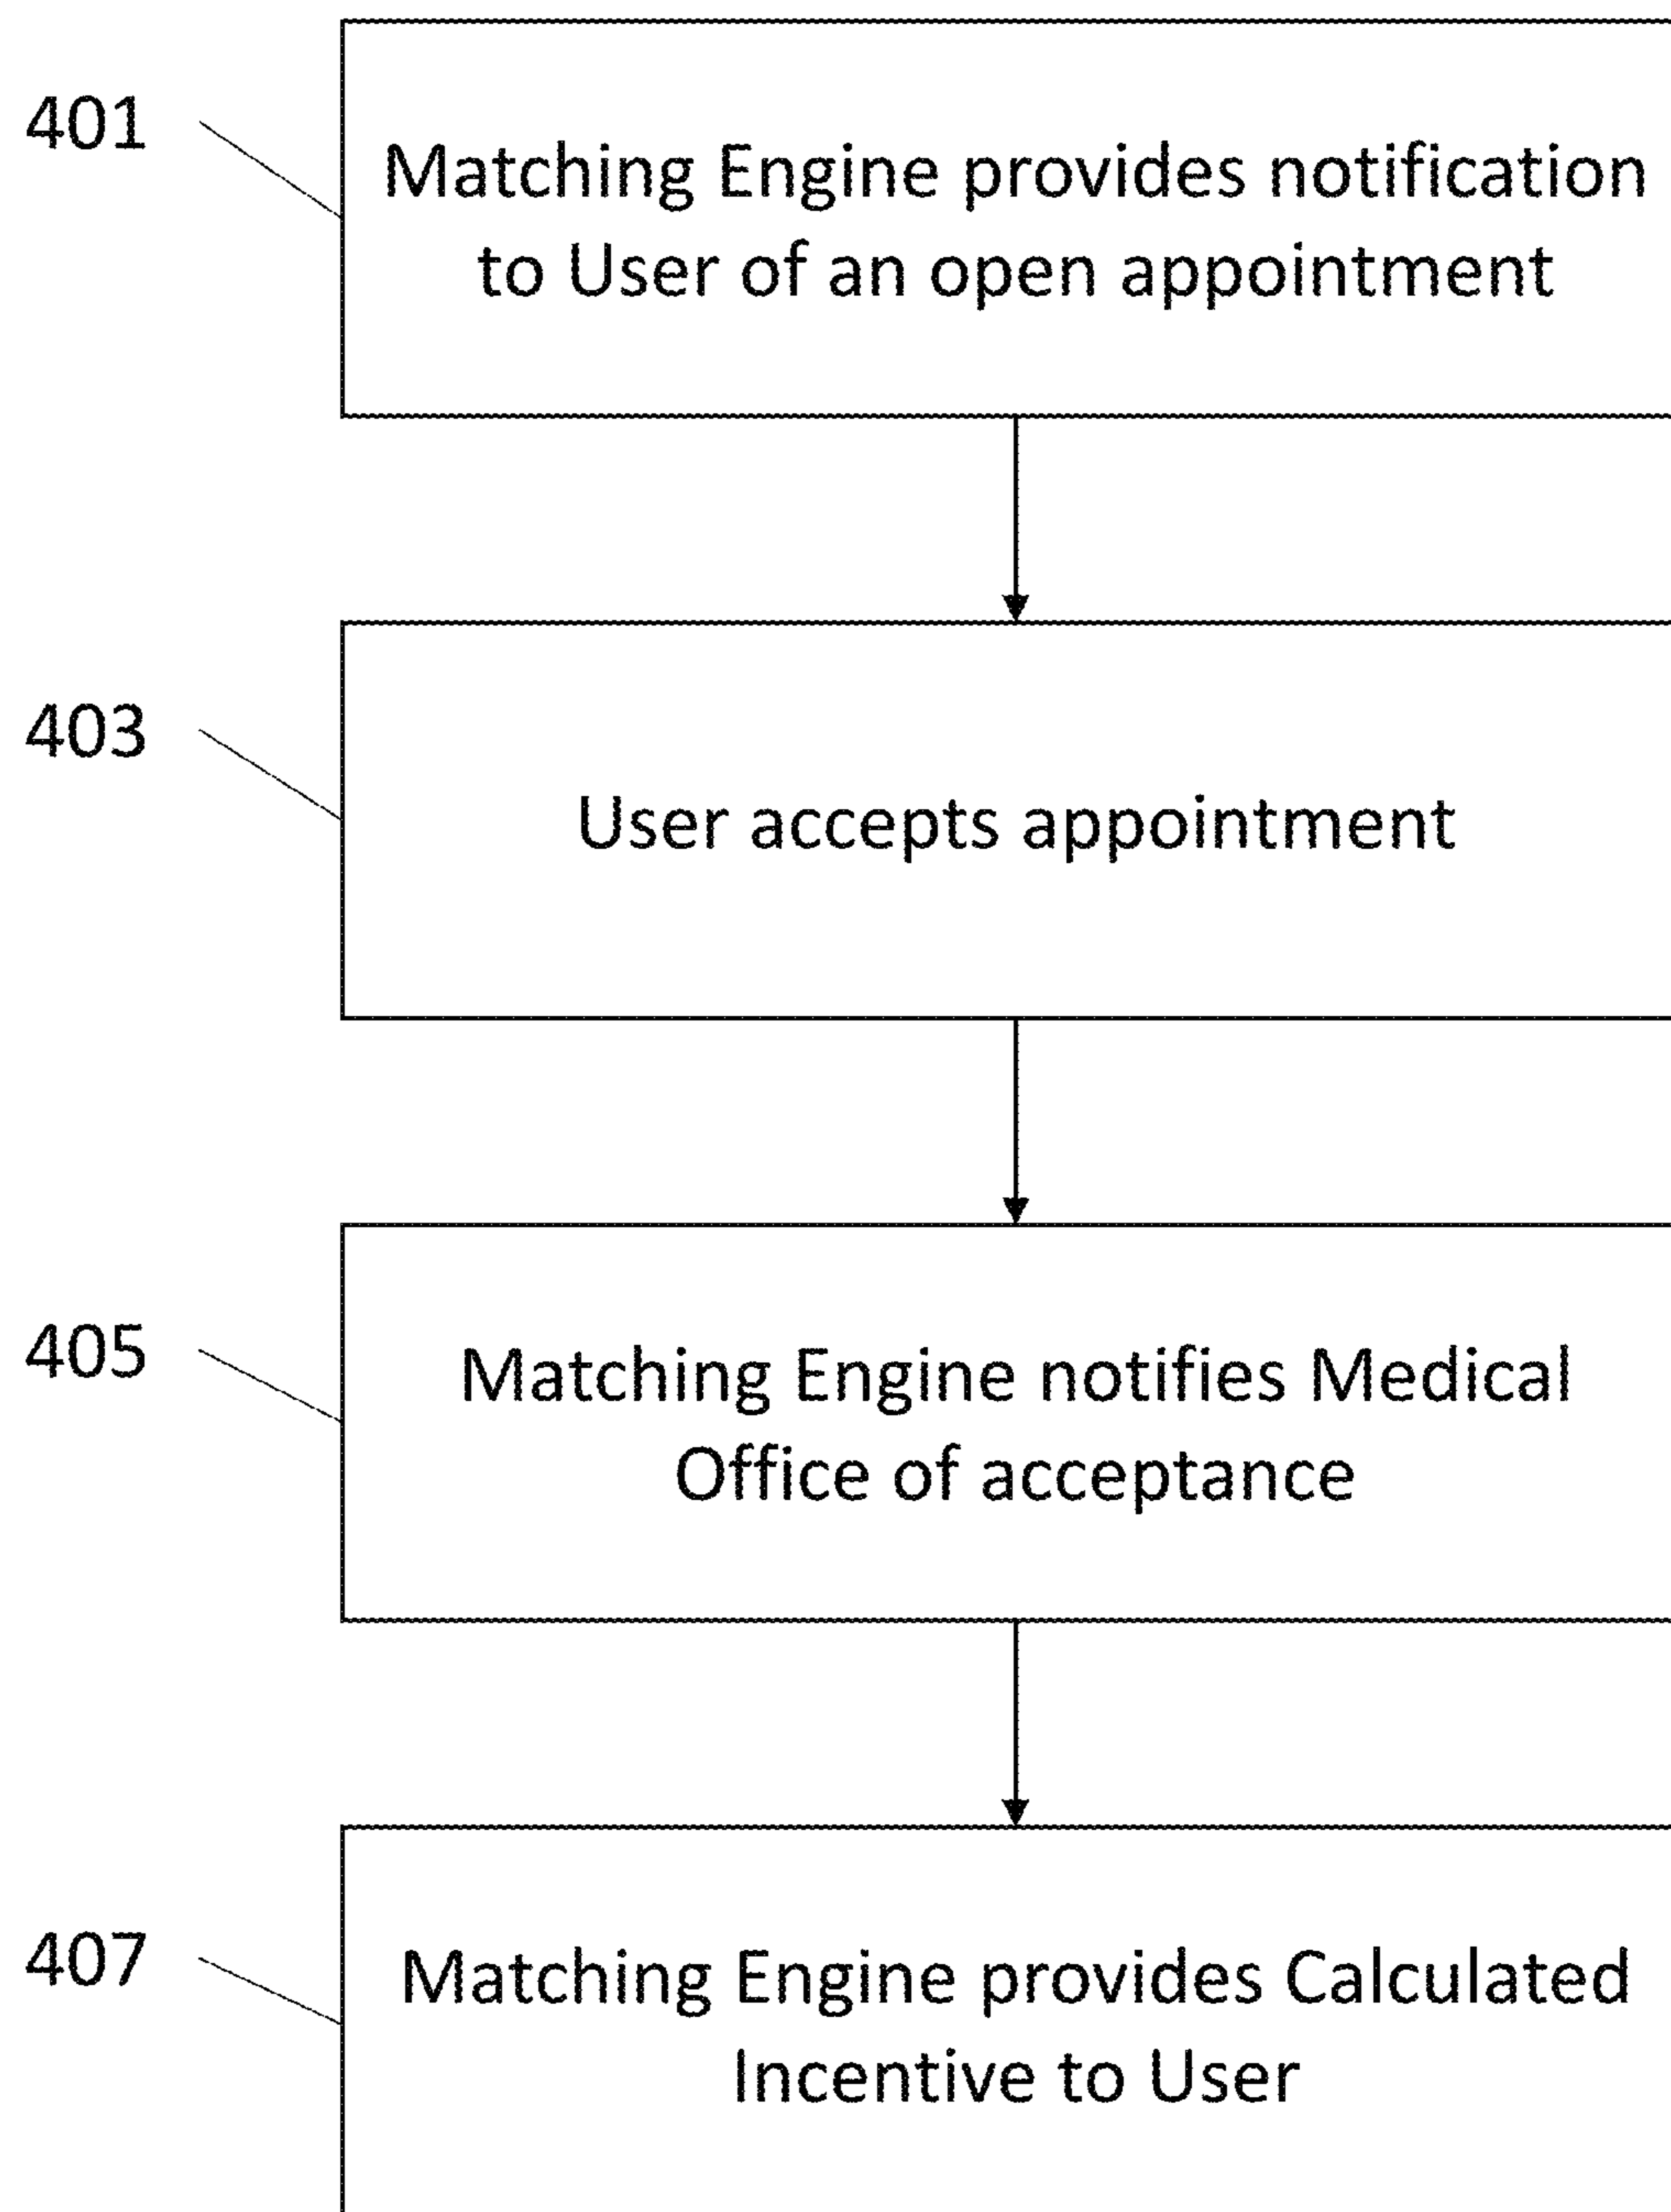 401
Matching Engine provides notification
to User of an open appointment
403
User accepts appointment
405
Matching Engine notifies Medical
Office of acceptance
407
Matching Engine provides Calculated
Incentive to User